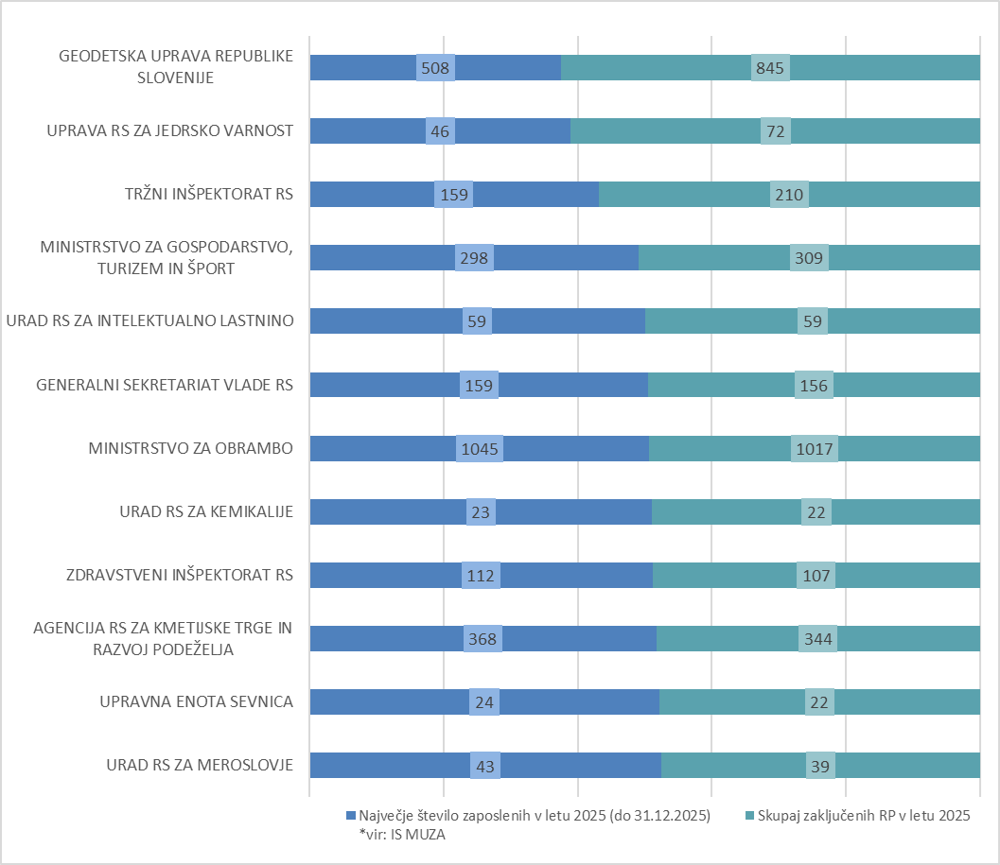 GEODETSKA UPRAVA REPUBLIKE
SLOVENIJE
508 845
UPRAVA RS ZA JEDRSKO VARNOST
46 72
TRŽNI INŠPEKTORAT RS
159 210
MINISTRSTVO ZA GOSPODARSTVO,
TURIZEM IN ŠPORT
298 309
URAD RS ZA INTELEKTUALNO LASTNINO
59 59
GENERALNI SEKRETARIAT VLADE RS
159 156
MINISTRSTVO ZA OBRAMBO
1045 1017
URAD RS ZA KEMIKALIJE
23 22
ZDRAVSTVENI INŠPEKTORAT RS
112 107
AGENCIJA RS ZA KMETIJSKE TRGE IN
RAZVOJ PODEŽELJA
368 344
UPRAVNA ENOTA SEVNICA
24 22
URAD RS ZA MEROSLOVJE
43 39
Največje število zaposlenih v letu 2025 (do 31.12.2025)
*vir: IS MUZA
Skupaj zaključenih RP v letu 2025